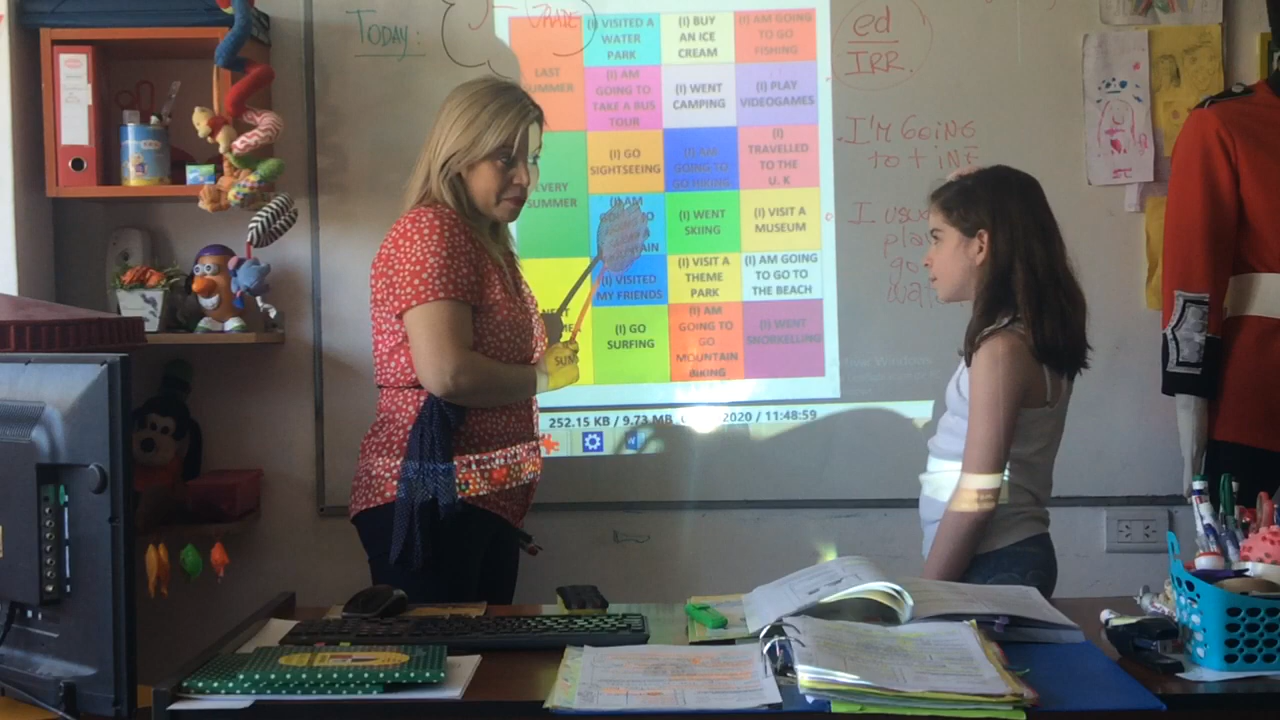 TODAY:
GRADE
LAST
SUMMER
(I) VISITED A
WATER
PARK
(I) BUY
AN ICE
CREAM
(I) AM GOING
TO GO
FISHING
(I) AM
GOING TO
TAKE A BUS
TOUR
(I) WENT
CAMPING
(I) PLAY
VIDEOGAMES
EVERY
SUMMER
(I) GO
SIGHTSEEING
(I) AM
GOING TO
GO HIKING
(I)
TRAVELLED
TO THE
U. K
(I) AM
(I) WENT
SKIING
(I) VISIT A
MUSEUM
(I) VISITED
MY FRIENDS
(I) VISIT A
THEME
PARK
(I) AM GOING
TO GO TO
THE BEACH
SUM
(I) GO
SURFING
(I) AM
GOING TO
GO
MOUNTAIN
BIKING
(I) WENT
SNORKELLING
252.15 KB / 9.73 MB
2020 / 11:48:59
ed
IRR.
I'M GOING
I
Windows